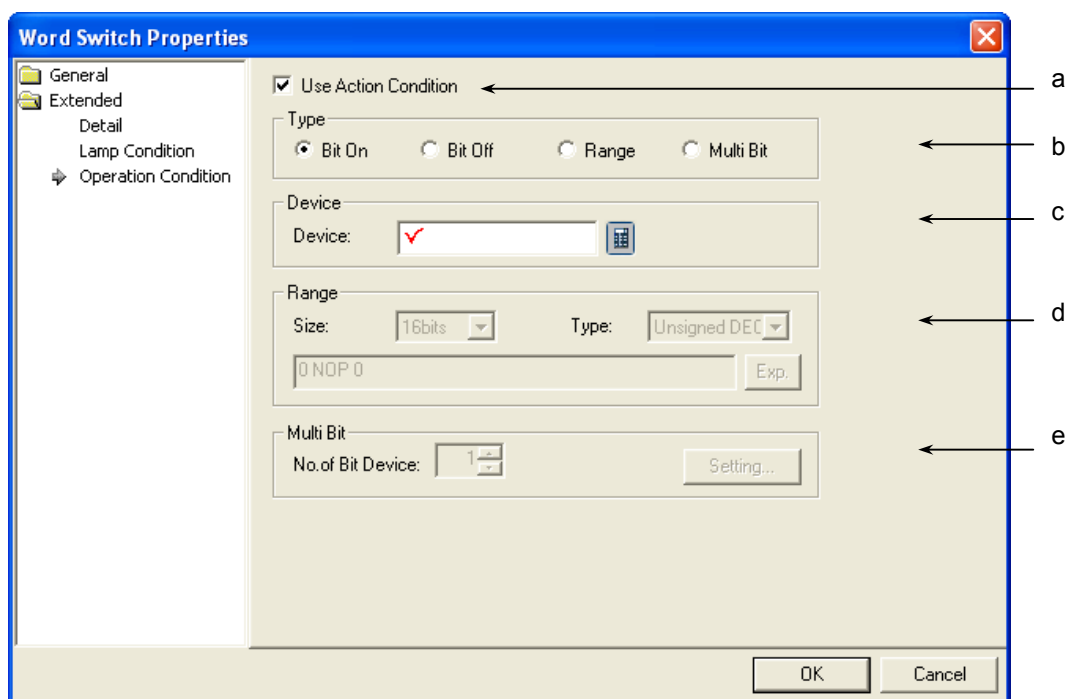 Word Switch Properties
General
Extended
Detail
Lamp Condition
Operation Condition
Use Action Condition
a
Type
Bit On Bit Off Range Multi Bit
b
Device
Device:
c
Range
Size: 16bits Type: Unsigned DEC
d
0 NOP 0 Exp.
Multi Bit
No.of Bit Device: 1 Setting...
e
OK Cancel